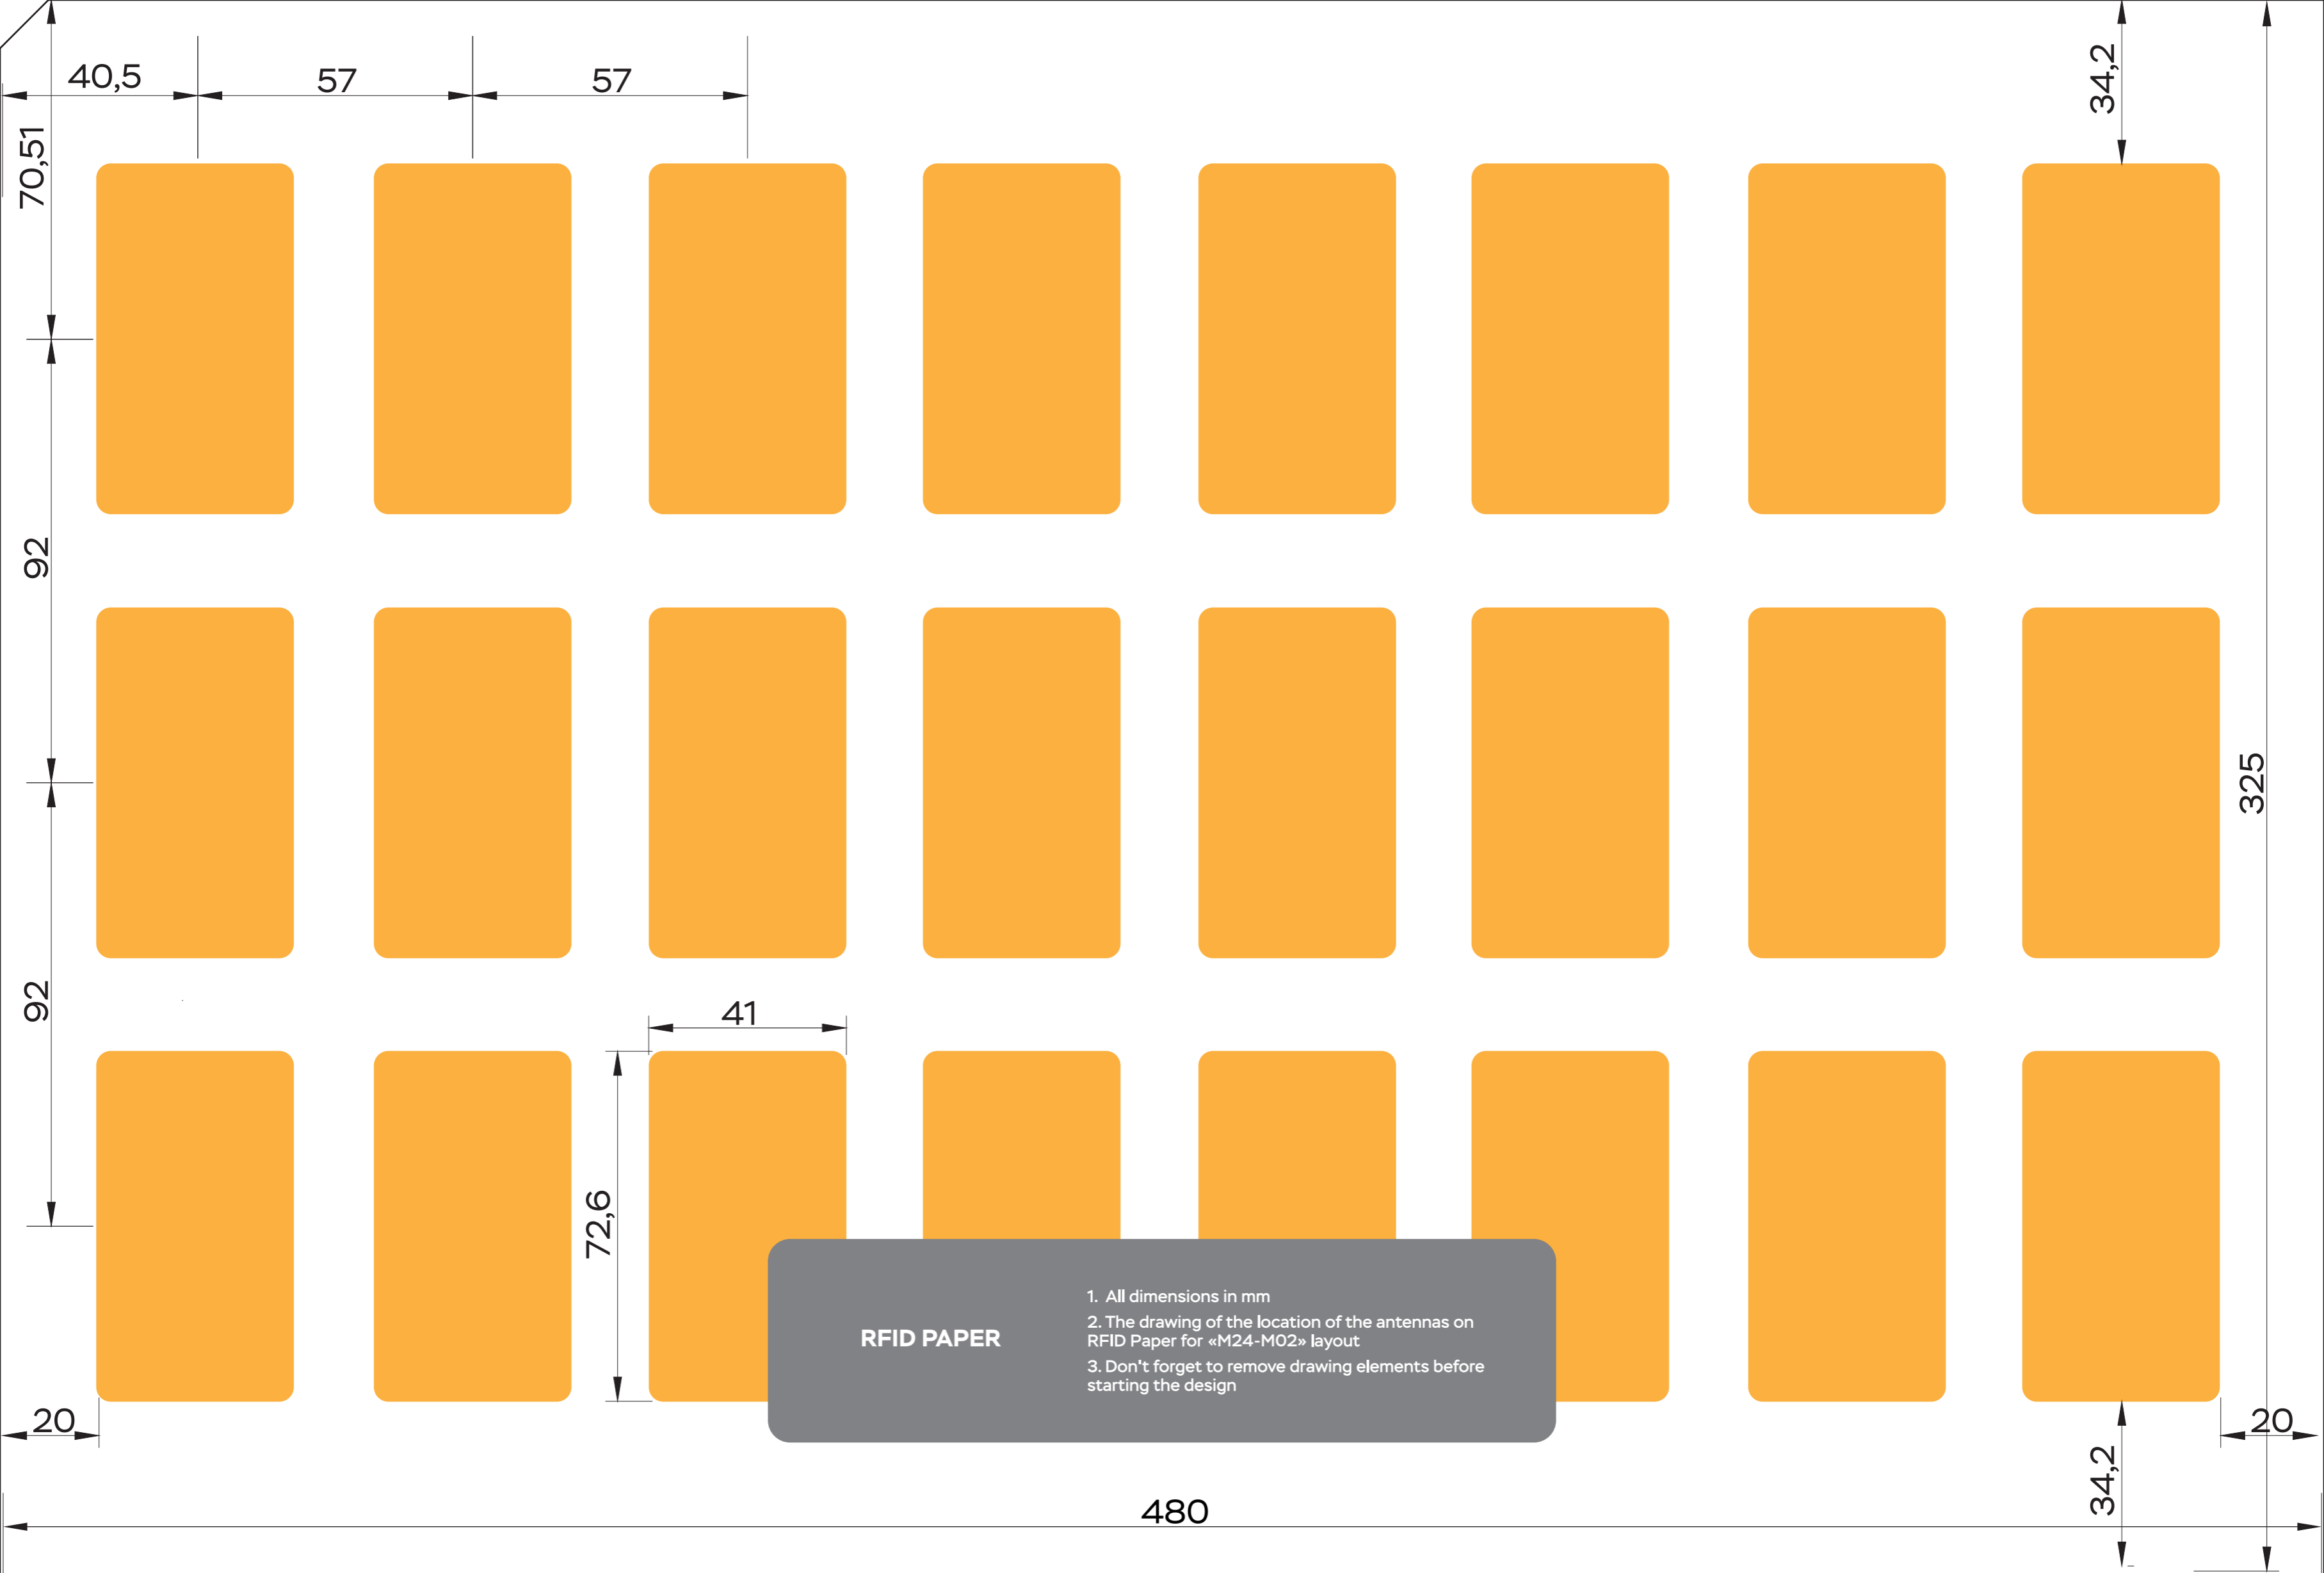 40,5
57
57
34,2
70,51
92
325
92
41
72,6
RFID PAPER
1. All dimensions in mm
2. The drawing of the location of the antennas on
RFID Paper for «M24-M02» layout
3. Don't forget to remove drawing elements before
starting the design
20
20
34,2
480